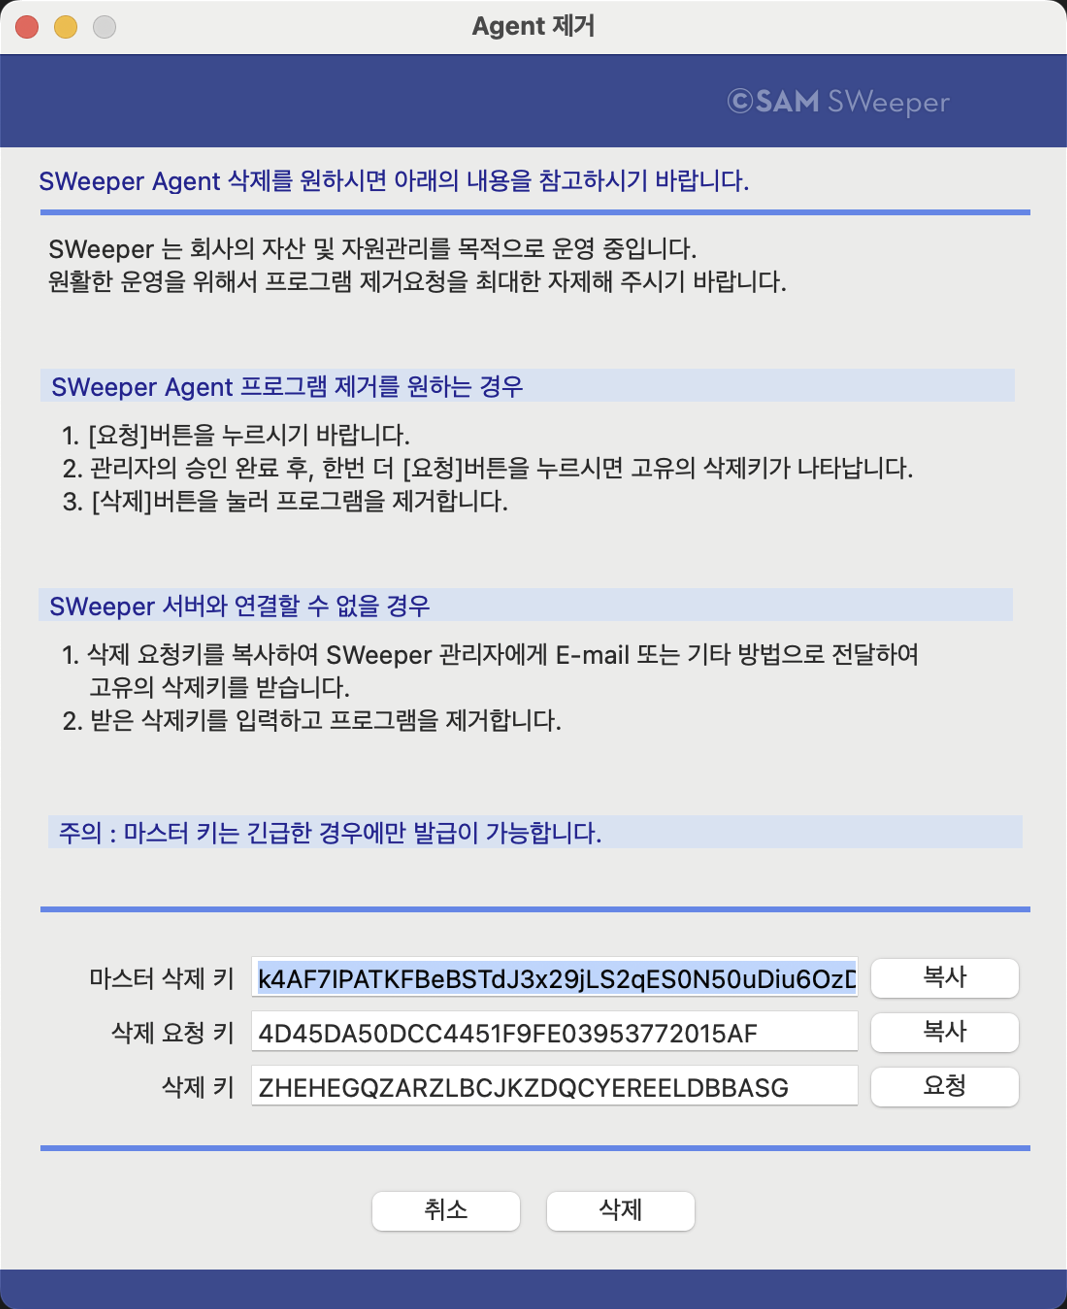 Agent 제거
©SAM SWeeper
SWeeper Agent 삭제를 원하시면 아래의 내용을 참고하시기 바랍니다.
SWeeper 는 회사의 자산 및 자원관리를 목적으로 운영 중입니다.
원활한 운영을 위해서 프로그램 제거요청을 최대한 자제해 주시기 바랍니다.
SWeeper Agent 프로그램 제거를 원하는 경우
1. [요청]버튼을 누르시기 바랍니다.
2. 관리자의 승인 완료 후, 한번 더 [요청]버튼을 누르시면 고유의 삭제키가 나타납니다.
3. [삭제]버튼을 눌러 프로그램을 제거합니다.
SWeeper 서버와 연결할 수 없을 경우
1. 삭제 요청키를 복사하여 SWeeper 관리자에게 E-mail 또는 기타 방법으로 전달하여
고유의 삭제키를 받습니다.
2. 받은 삭제키를 입력하고 프로그램을 제거합니다.
주의 : 마스터 키는 긴급한 경우에만 발급이 가능합니다.
마스터 삭제 키 k4AF7IPATKFBeBSTdJ3x29jLS2qES0N50uDiu6OzD 복사
삭제 요청 키 4D45DA50DCC4451F9FE03953772015AF 복사
삭제 키 ZHEHEGQZARZLBCJKZDQCYEREELDBBASG 요청
취소 삭제